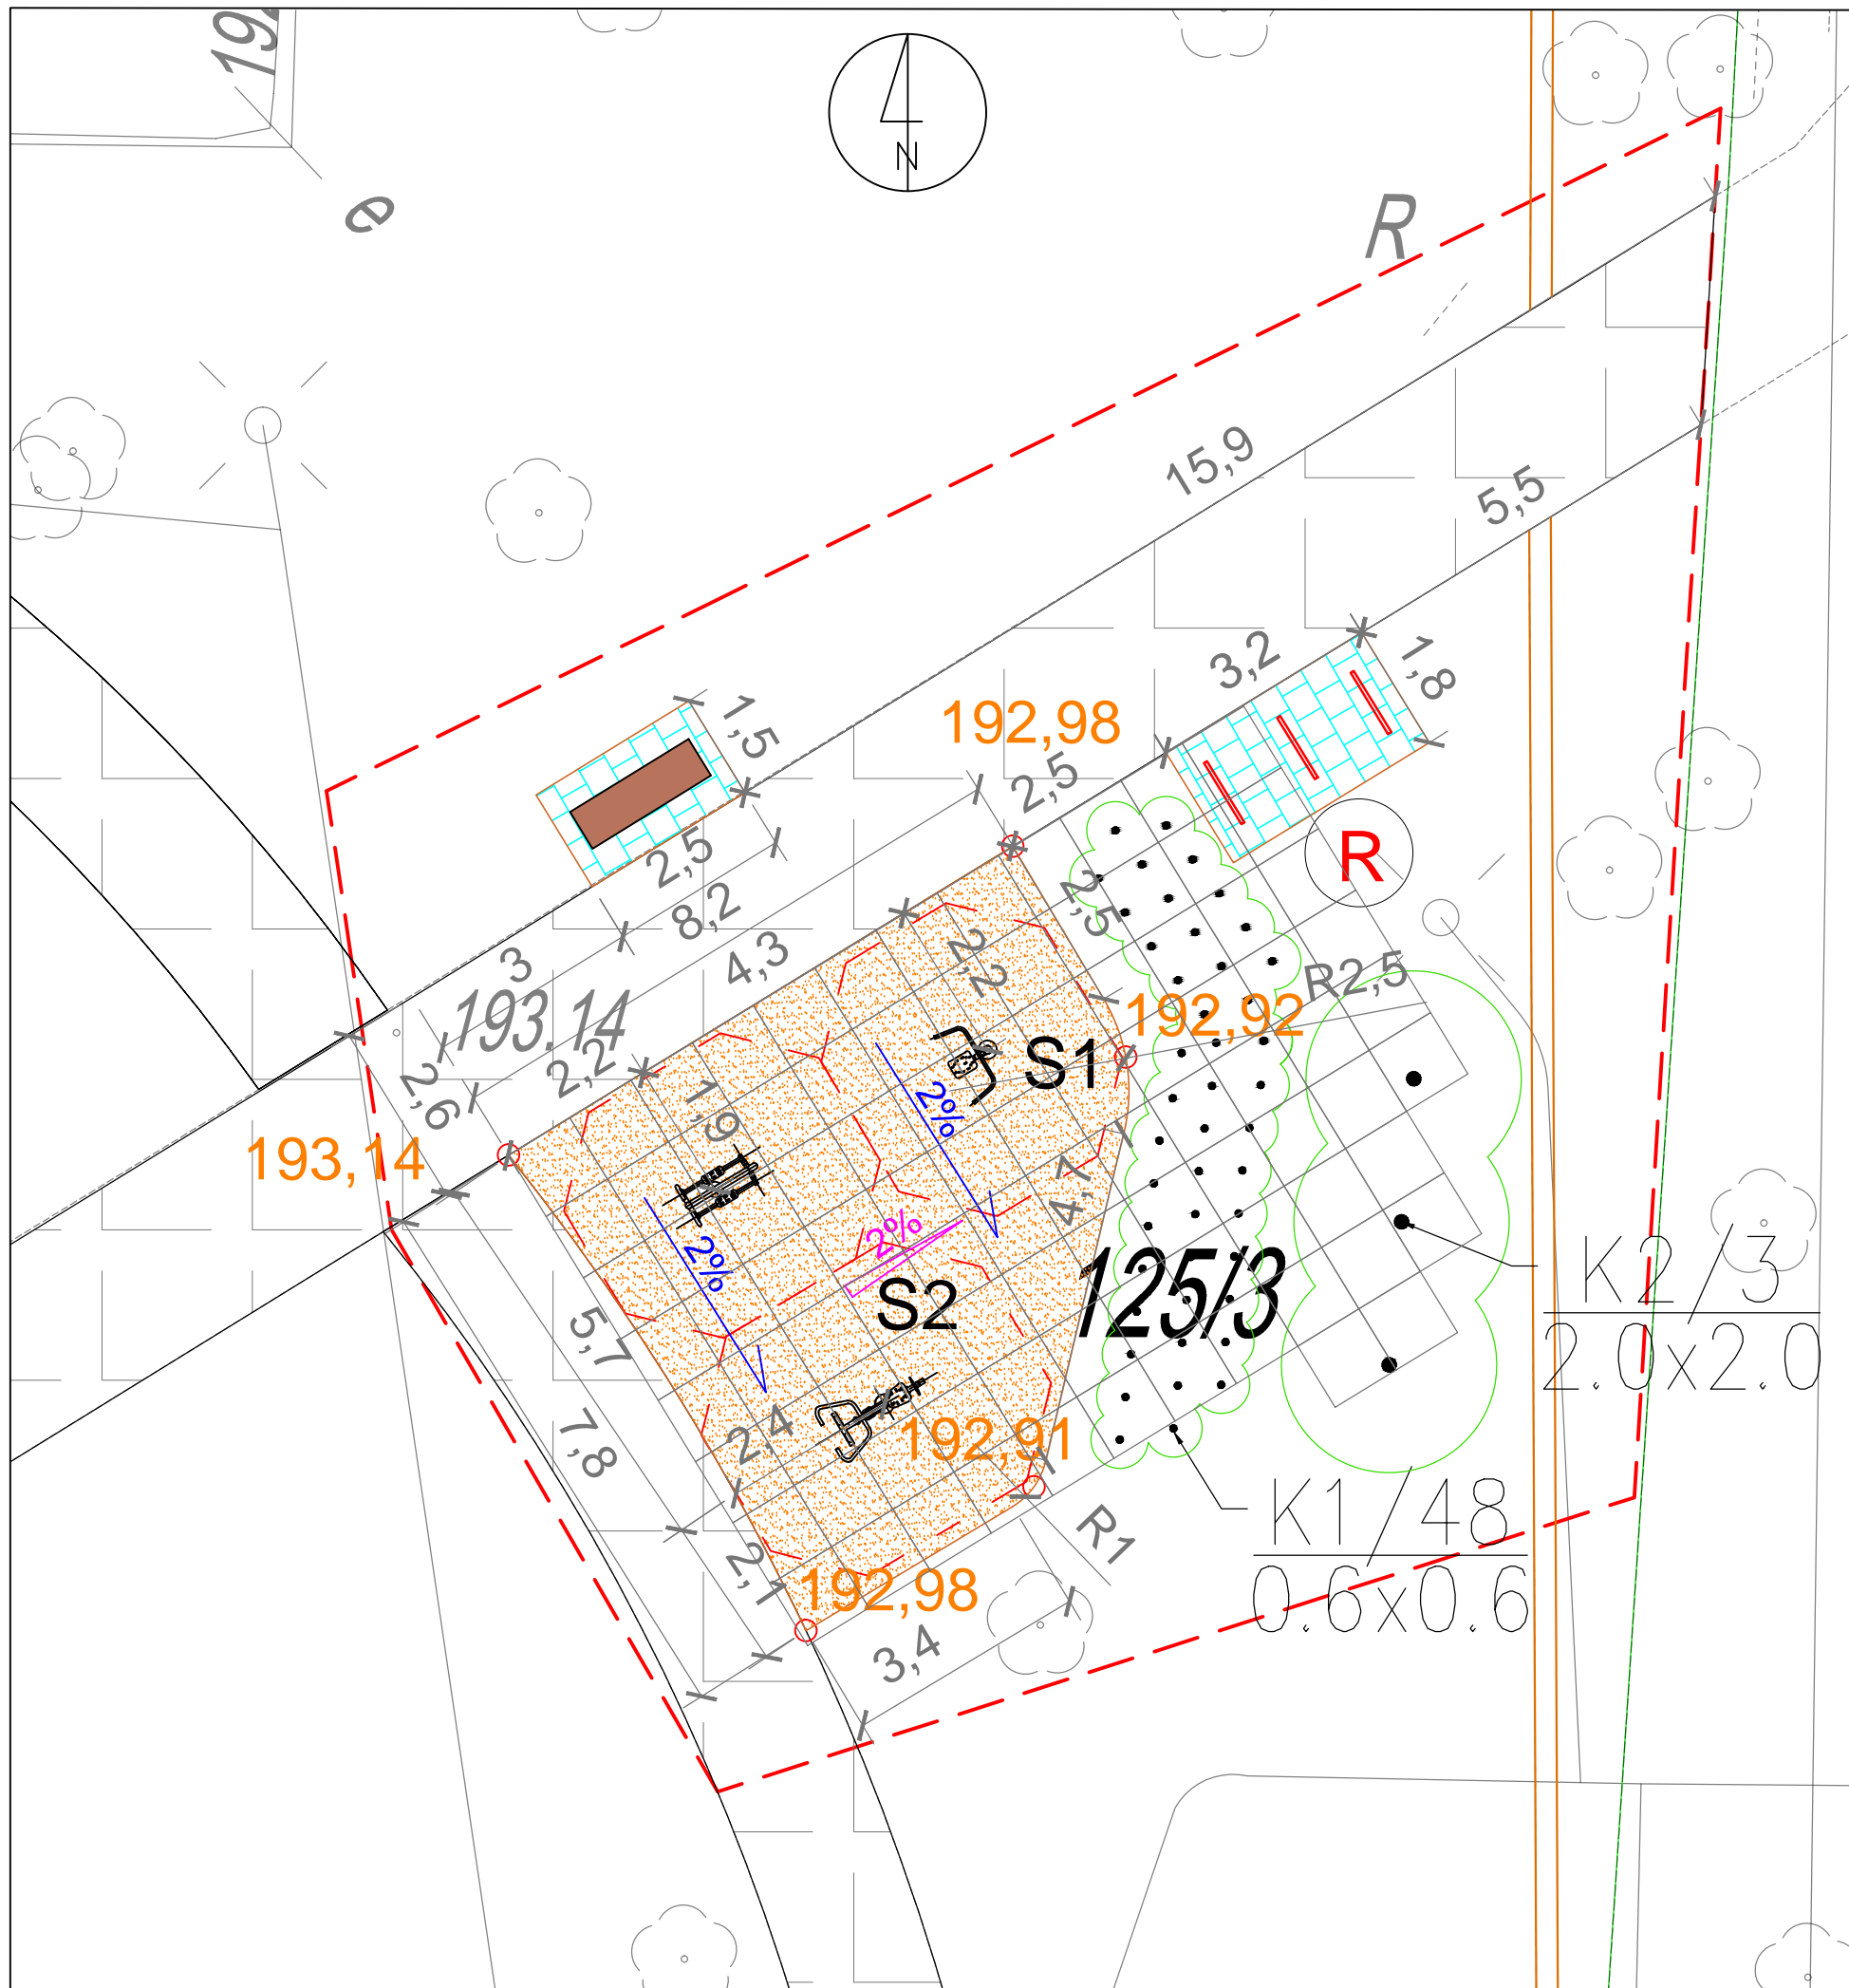 N
R
e
15,9
5,5
3,2
1,8
1,5
192,98
2,5
2,5
8,2
4,3
3
193.14
2,2
2,6
193,14
1,9
2,2
2,5
R
R2,5
192,92
S1
2%
2%
2%
S2
4,7
125/3
K2/3
2.0x2.0
5,7
7,8
2,4
192,91
K1/48
0.6x0.6
R1
2,1
192,98
3,4